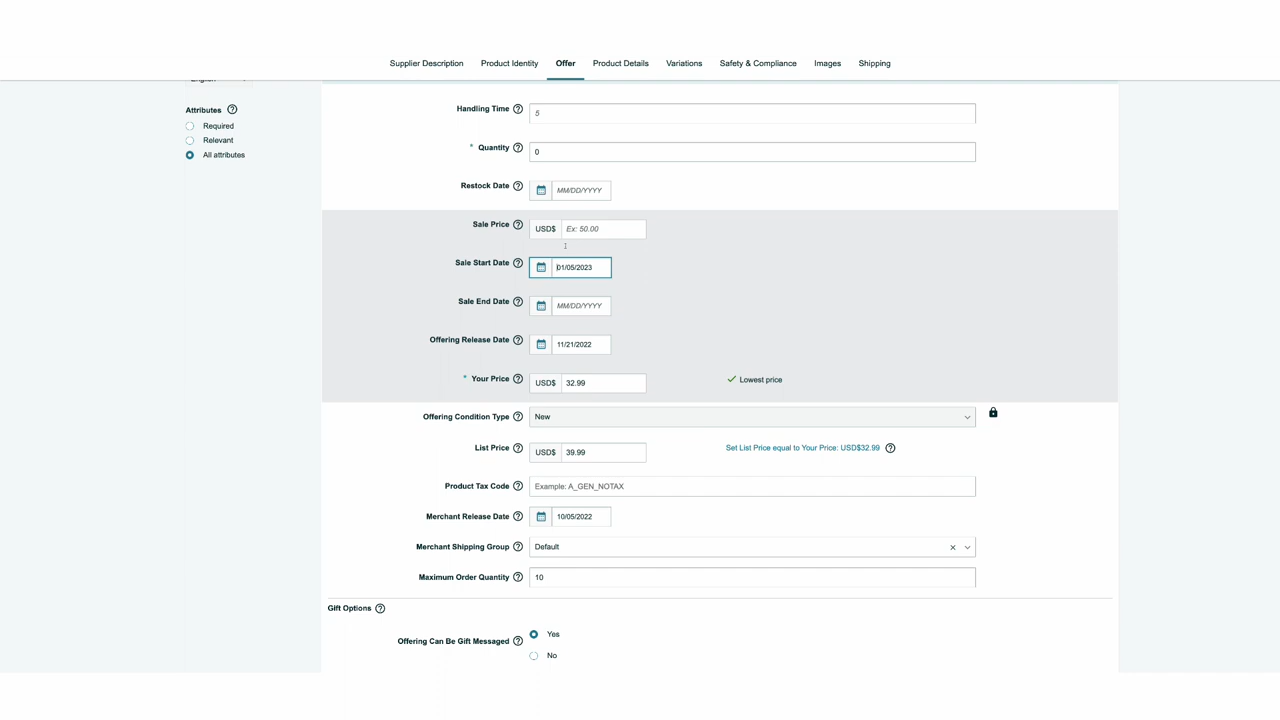 Supplier Description Product Identity Offer Product Details Variations Safety & Compliance Images Shipping
English
Attributes
Required
Relevant
All attributes
Handling Time 5
* Quantity 0
Restock Date MM/DD/YYYY
Sale Price USD$ Ex: 50.00
Sale Start Date 01/05/2023
Sale End Date MM/DD/YYYY
Offering Release Date 11/21/2022
* Your Price USD$ 32.99 Lowest price
Offering Condition Type New
List Price USD$ 39.99 Set List Price equal to Your Price: USD$32.99
Product Tax Code Example: A_GEN_NOTAX
Merchant Release Date 10/05/2022
Merchant Shipping Group Default
Maximum Order Quantity 10
Gift Options
Offering Can Be Gift Messaged Yes
No